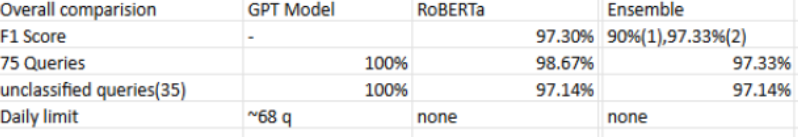 Overall comparision GPT Model RoBERTa Ensemble
F1 Score - 97.30% 90%(1),97.33%(2)
75 Queries 100% 98.67% 97.33%
unclassified queries(35) 100% 97.14% 97.14%
Daily limit ~68 q none none